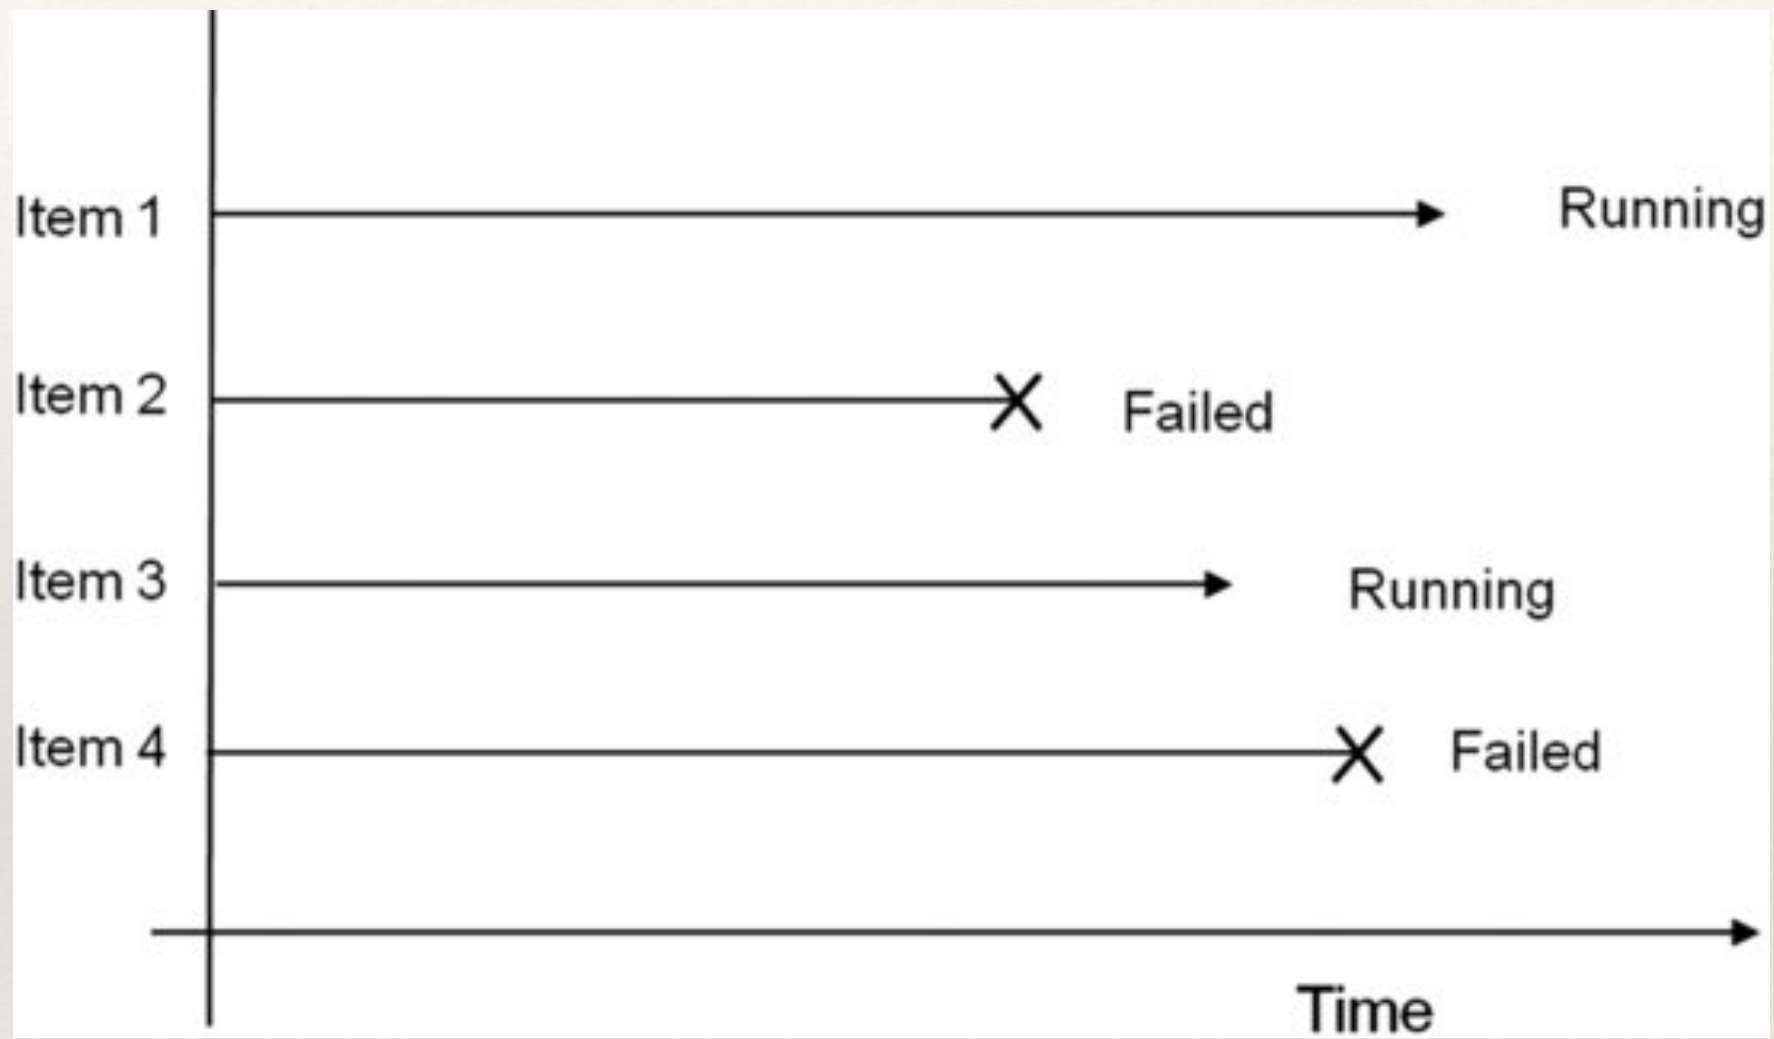 Item 1
Running
Item 2
Failed
Item 3
Running
Item 4
Failed
Time